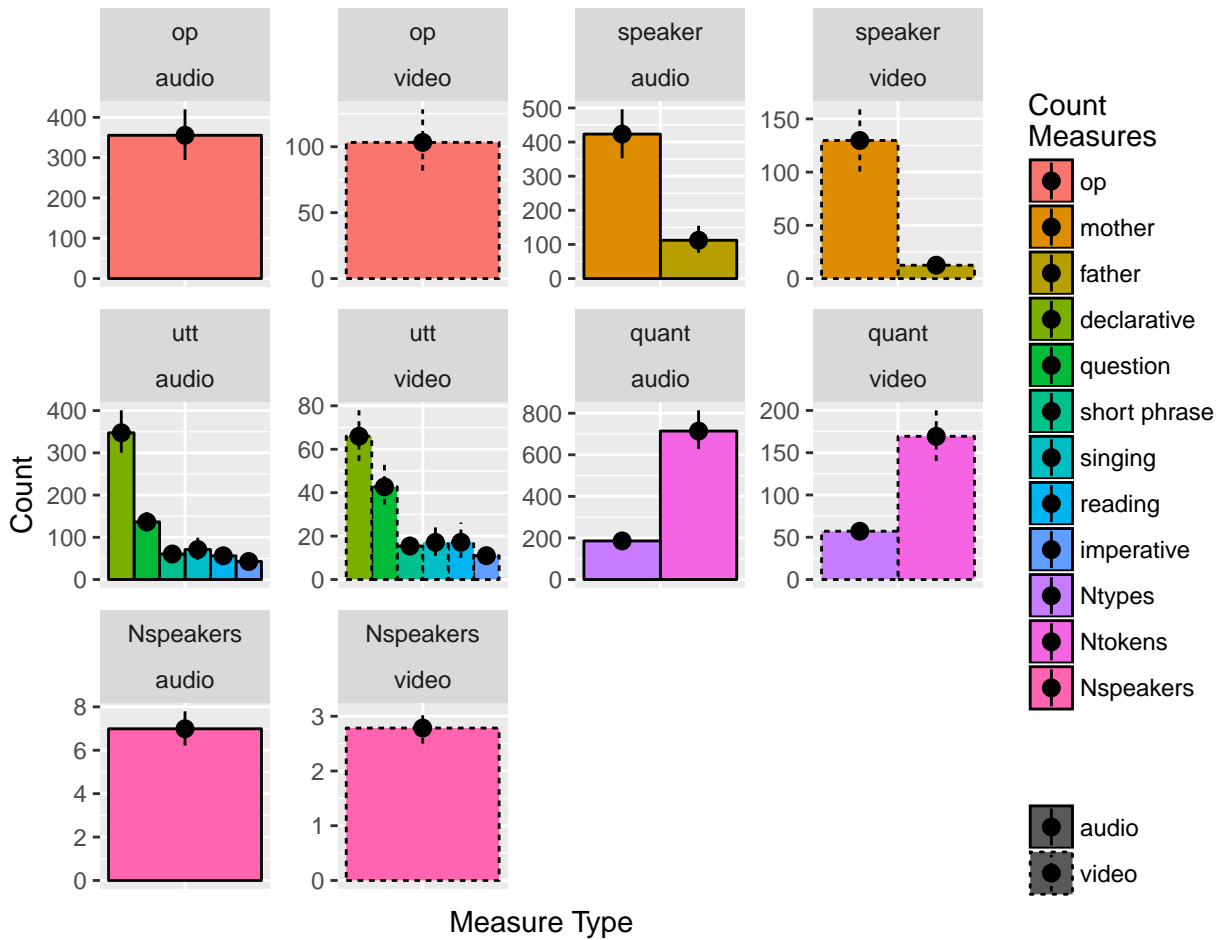 op op speaker speaker
audio video audio video
400
300
200
100
0
100
50
0
500
400
300
200
100
0
150
100
50
0
utt utt quant quant
audio video audio video
400
300
200
100
0
80
60
40
20
0
800
600
400
200
0
200
150
100
50
0
Nspeakers Nspeakers
audio video
8
6
4
2
0
3
2
1
0
Count
Measure Type
Count
Measures
op
mother
father
declarative
question
short phrase
singing
reading
imperative
Ntypes
Ntokens
Nspeakers
audio
video